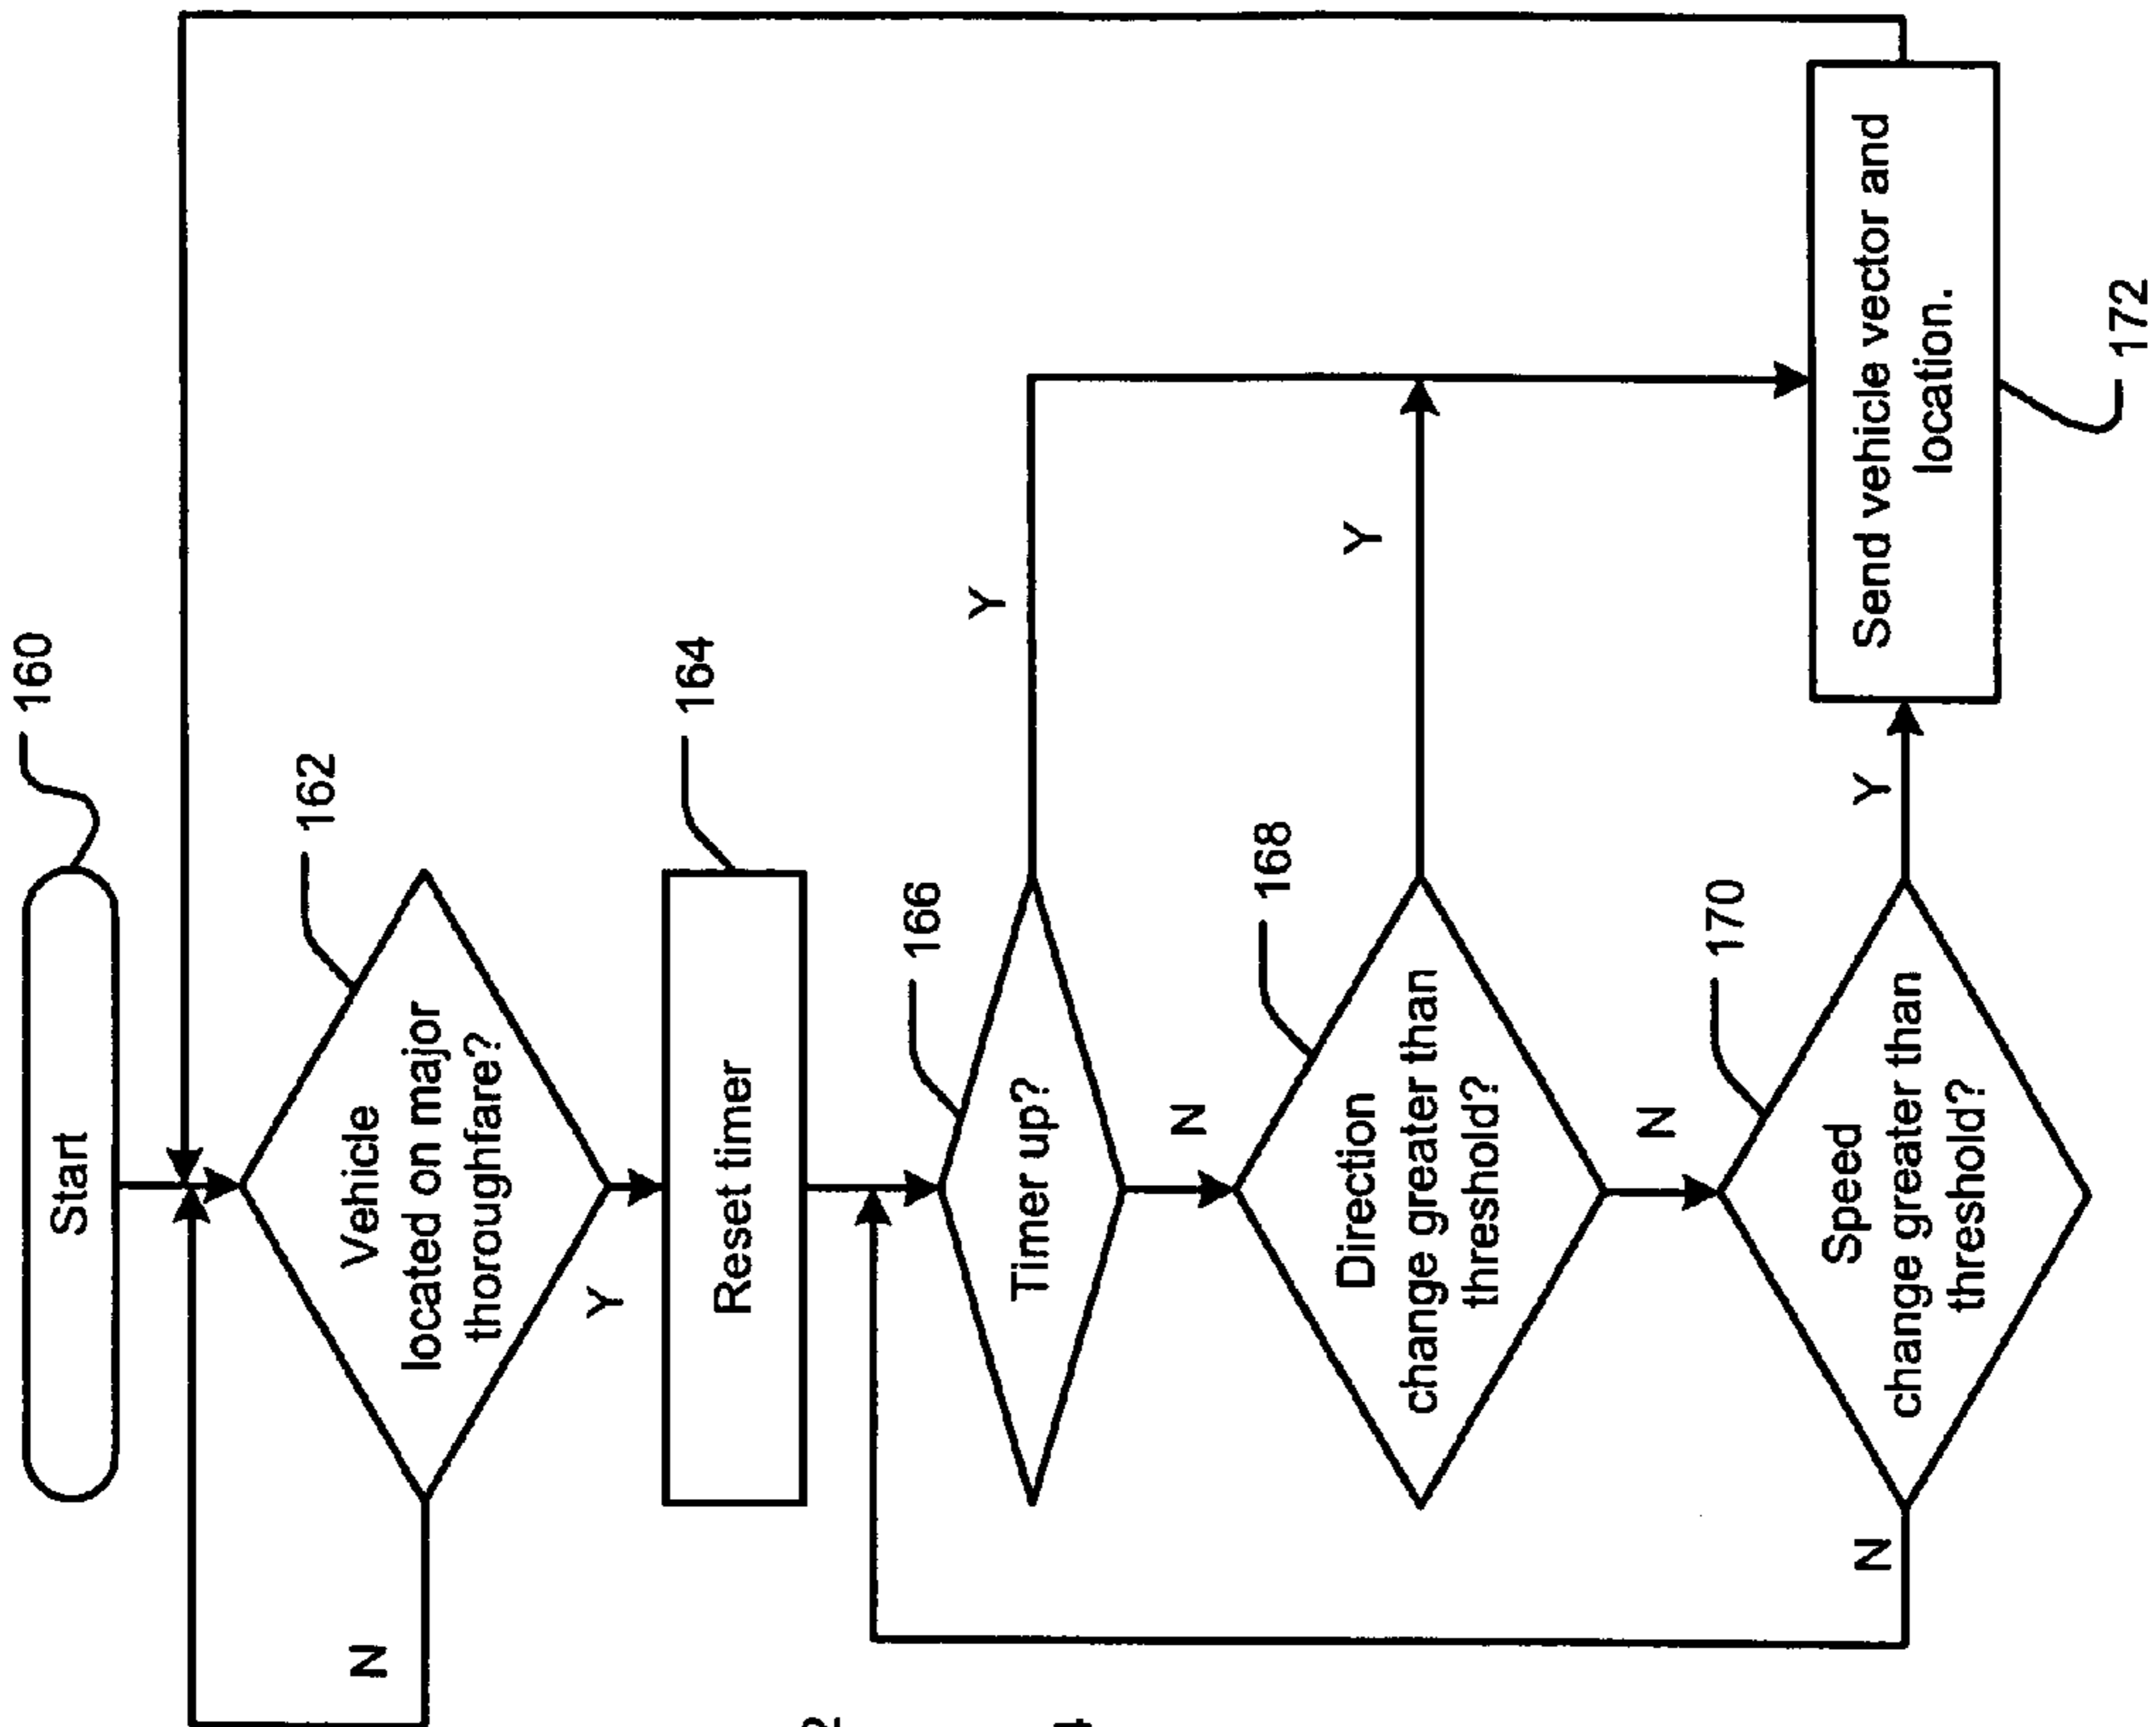 Start
160
Vehicle
located on major
thoroughfare?
162
N
Y
Reset timer
164
Timer up?
166
Y
N
Direction
change greater than
threshold?
168
Y
N
Speed
change greater than
threshold?
170
Y
N
Send vehicle vector and
location.
172